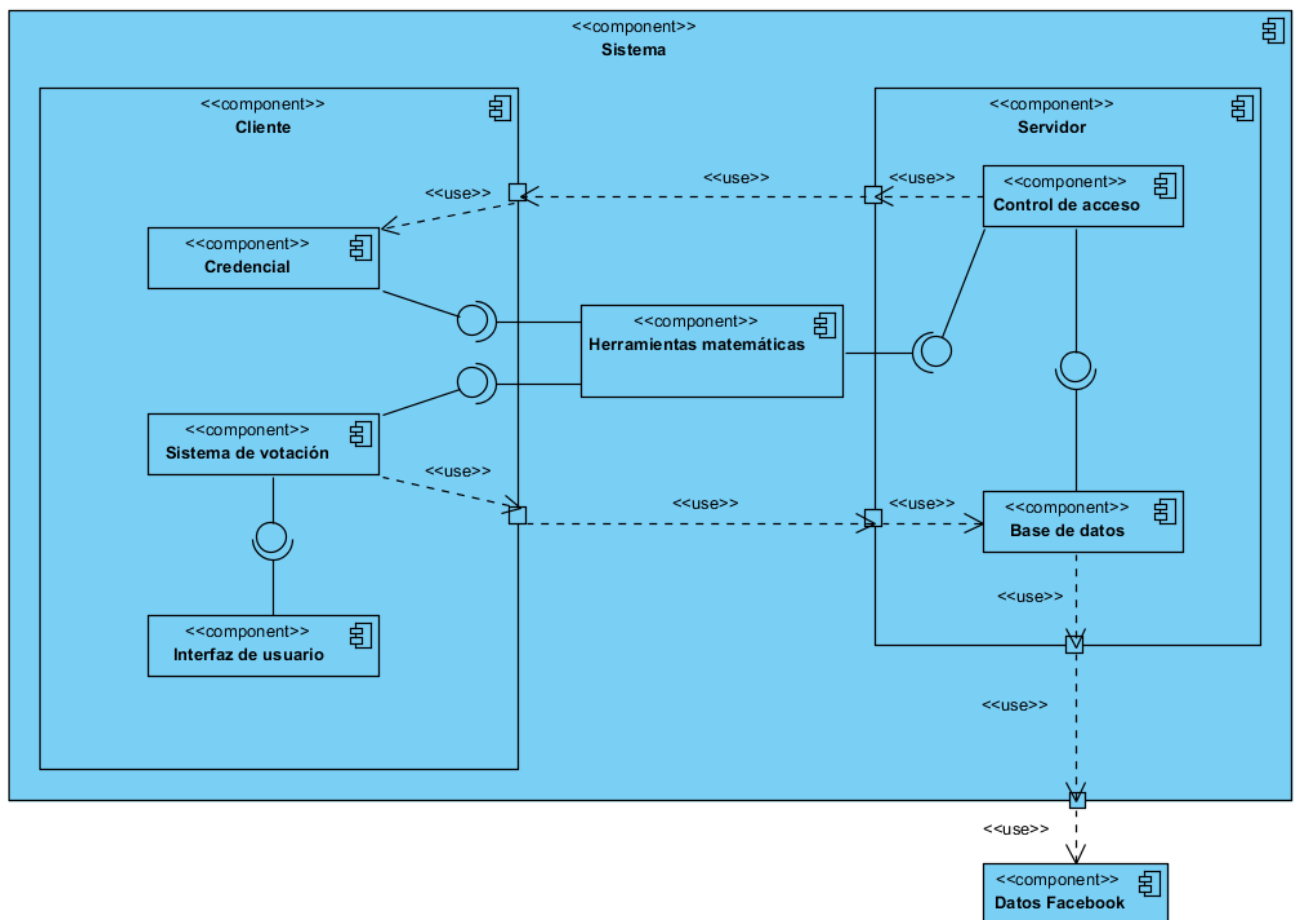 <<component>>
Sistema
<<component>>
Cliente
<<component>>
Servidor
<<use>>
<<use>>
<<use>>
<<component>>
Control de acceso
<<component>>
Credencial
<<component>>
Herramientas matemáticas
<<component>>
Sistema de votación
<<use>>
<<use>>
<<use>>
<<component>>
Base de datos
<<use>>
<<component>>
Interfaz de usuario
<<use>>
<<use>>
<<component>>
Datos Facebook